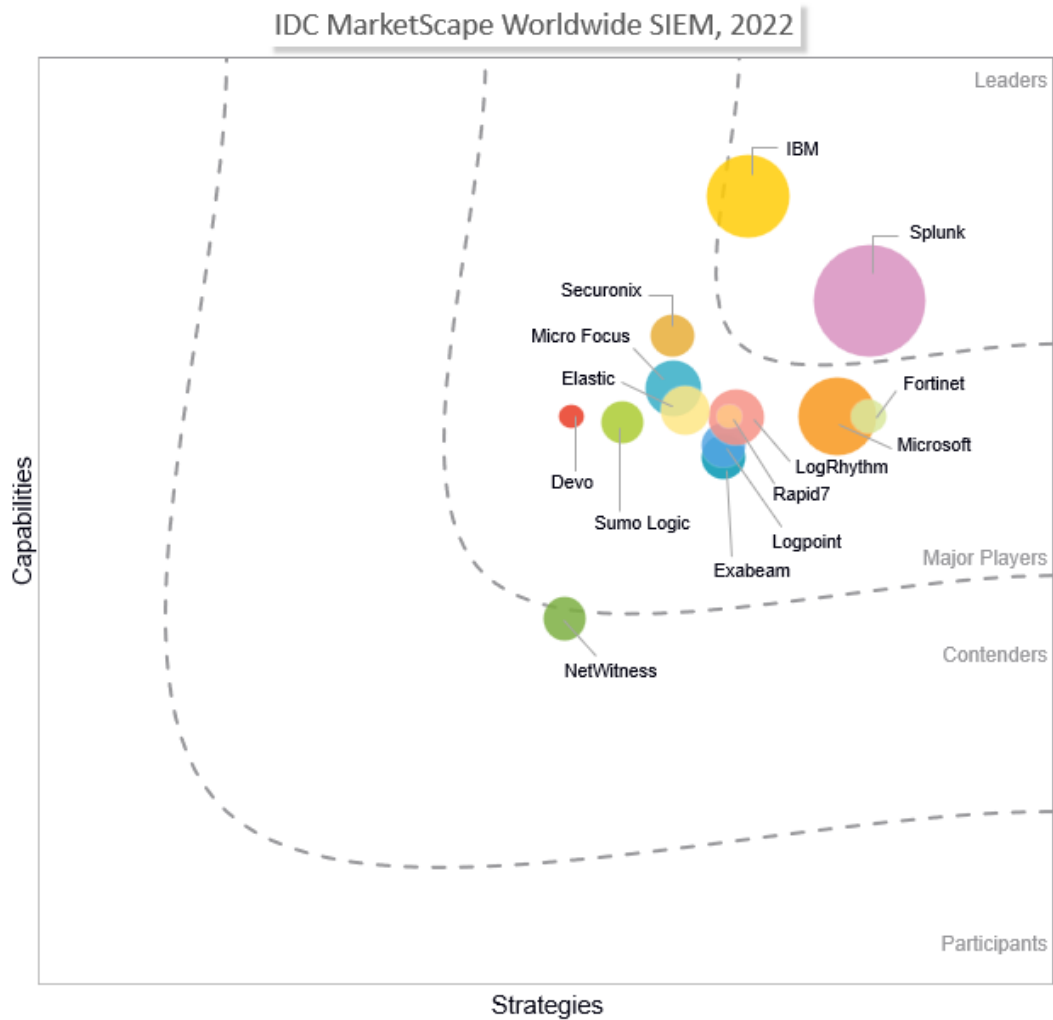 IDC MarketScape Worldwide SIEM, 2022
Leaders
IBM
Splunk
Securonix
Micro Focus
Elastic
Fortinet
Microsoft
LogRhythm
Devo
Rapid7
Sumo Logic
Logpoint
Exabeam
Major Players
Contenders
NetWitness
Participants
Capabilities
Strategies